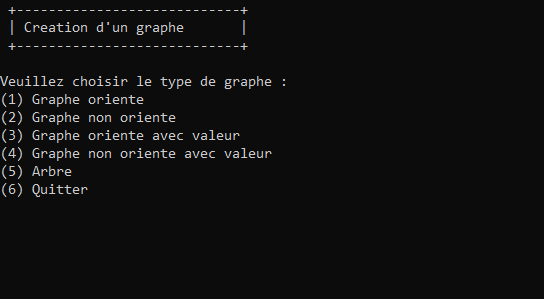 +----------------------------+
| Creation d'un graphe       |
+----------------------------+
Veuillez choisir le type de graphe :
(1) Graphe oriente
(2) Graphe non oriente
(3) Graphe oriente avec valeur
(4) Graphe non oriente avec valeur
(5) Arbre
(6) Quitter